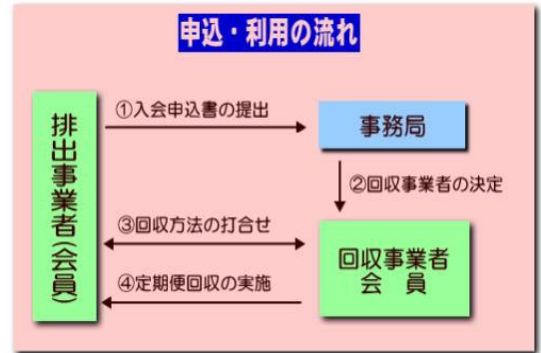 申込・利用の流れ
①入会申込書の提出
排出事業者(会員)
事務局
②回収事業者の決定
③回収方法の打合せ
回収事業者
会　員
④定期便回収の実施